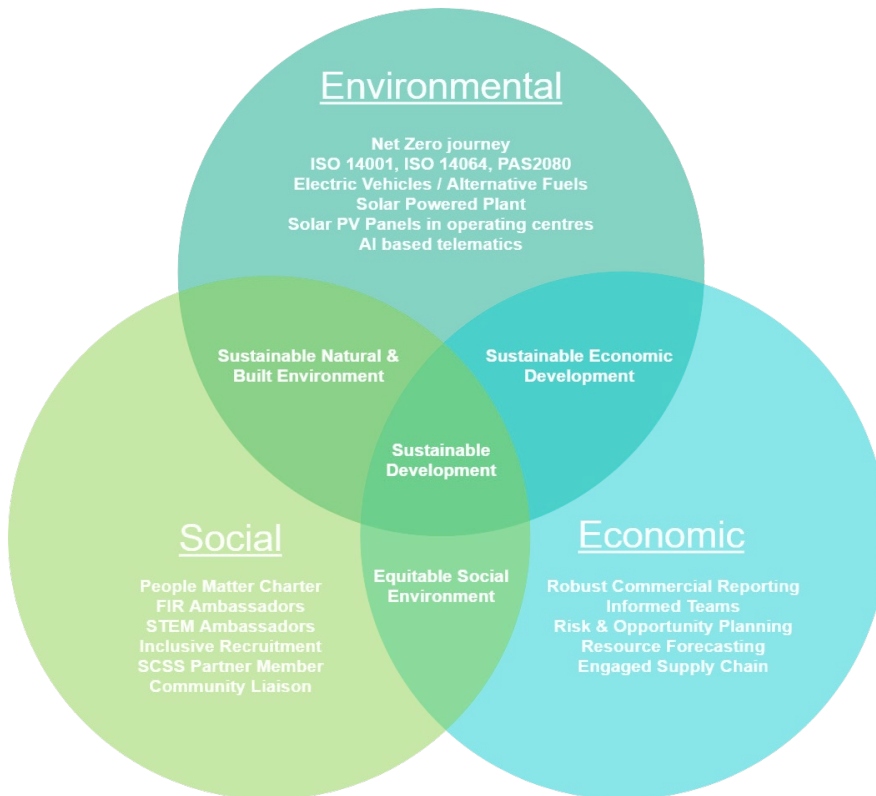 Environmental
Net Zero journey
ISO 14001, ISO 14064, PAS2080
Electric Vehicles / Alternative Fuels
Solar Powered Plant
Solar PV Panels in operating centres
AI based telematics
Sustainable Natural &
Built Environment
Sustainable Economic
Development
Sustainable
Development
Social
People Matter Charter
FIR Ambassadors
STEM Ambassadors
Inclusive Recruitment
SCSS Partner Member
Community Liaison
Equitable Social
Environment
Economic
Robust Commercial Reporting
Informed Teams
Risk & Opportunity Planning
Resource Forecasting
Engaged Supply Chain